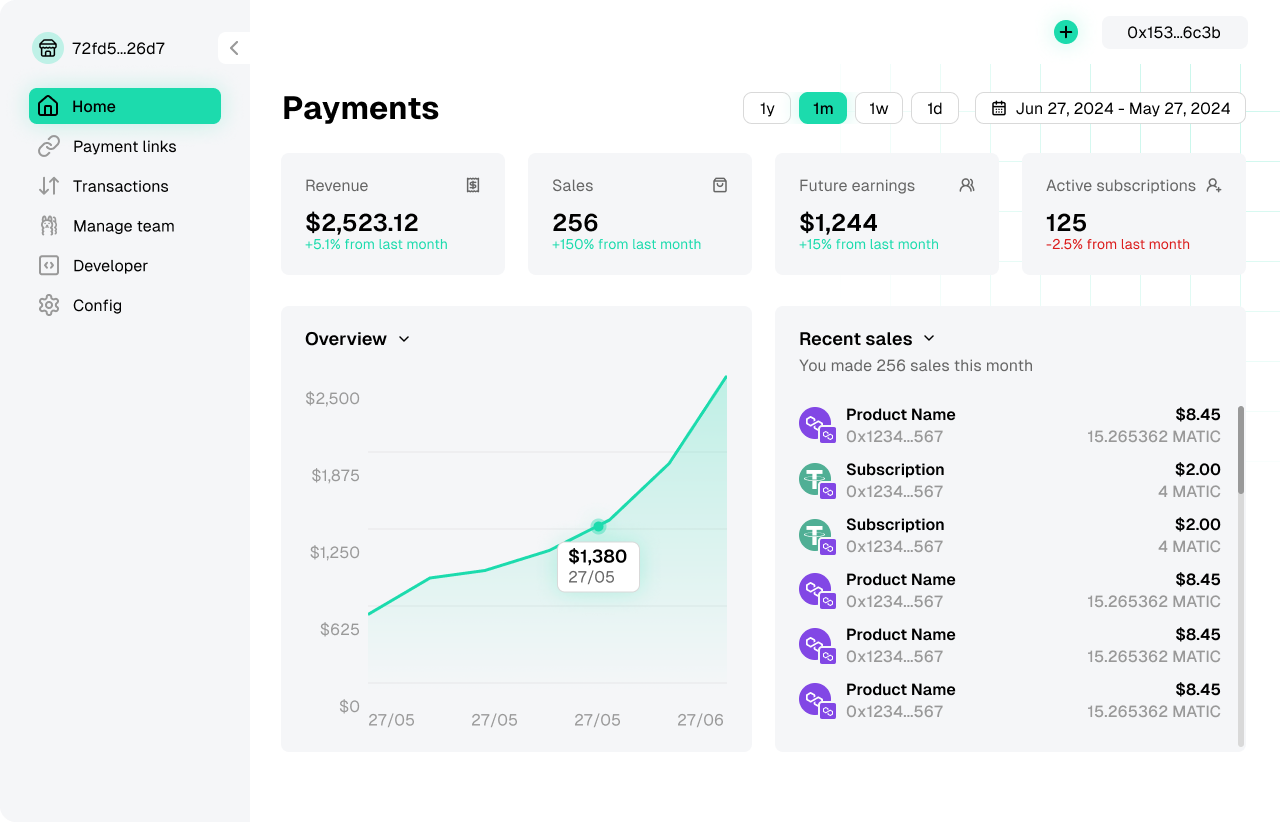 72fd5...26d7
Home
Payment links
Transactions
Manage team
Developer
Config
0x153...6c3b
Payments
1y
1m
1w
1d
Jun 27, 2024 - May 27, 2024
Revenue
$2,523.12
+5.1% from last month
Sales
256
+150% from last month
Future earnings
$1,244
+15% from last month
Active subscriptions
125
-2.5% from last month
Overview
$2,500
$1,875
$1,250
$625
$0
$1,380
27/05
27/05 27/05 27/05 27/06
Recent sales
You made 256 sales this month
Product Name $8.45
0x1234...567 15.265362 MATIC
Subscription $2.00
0x1234...567 4 MATIC
Subscription $2.00
0x1234...567 4 MATIC
Product Name $8.45
0x1234...567 15.265362 MATIC
Product Name $8.45
0x1234...567 15.265362 MATIC
Product Name $8.45
0x1234...567 15.265362 MATIC